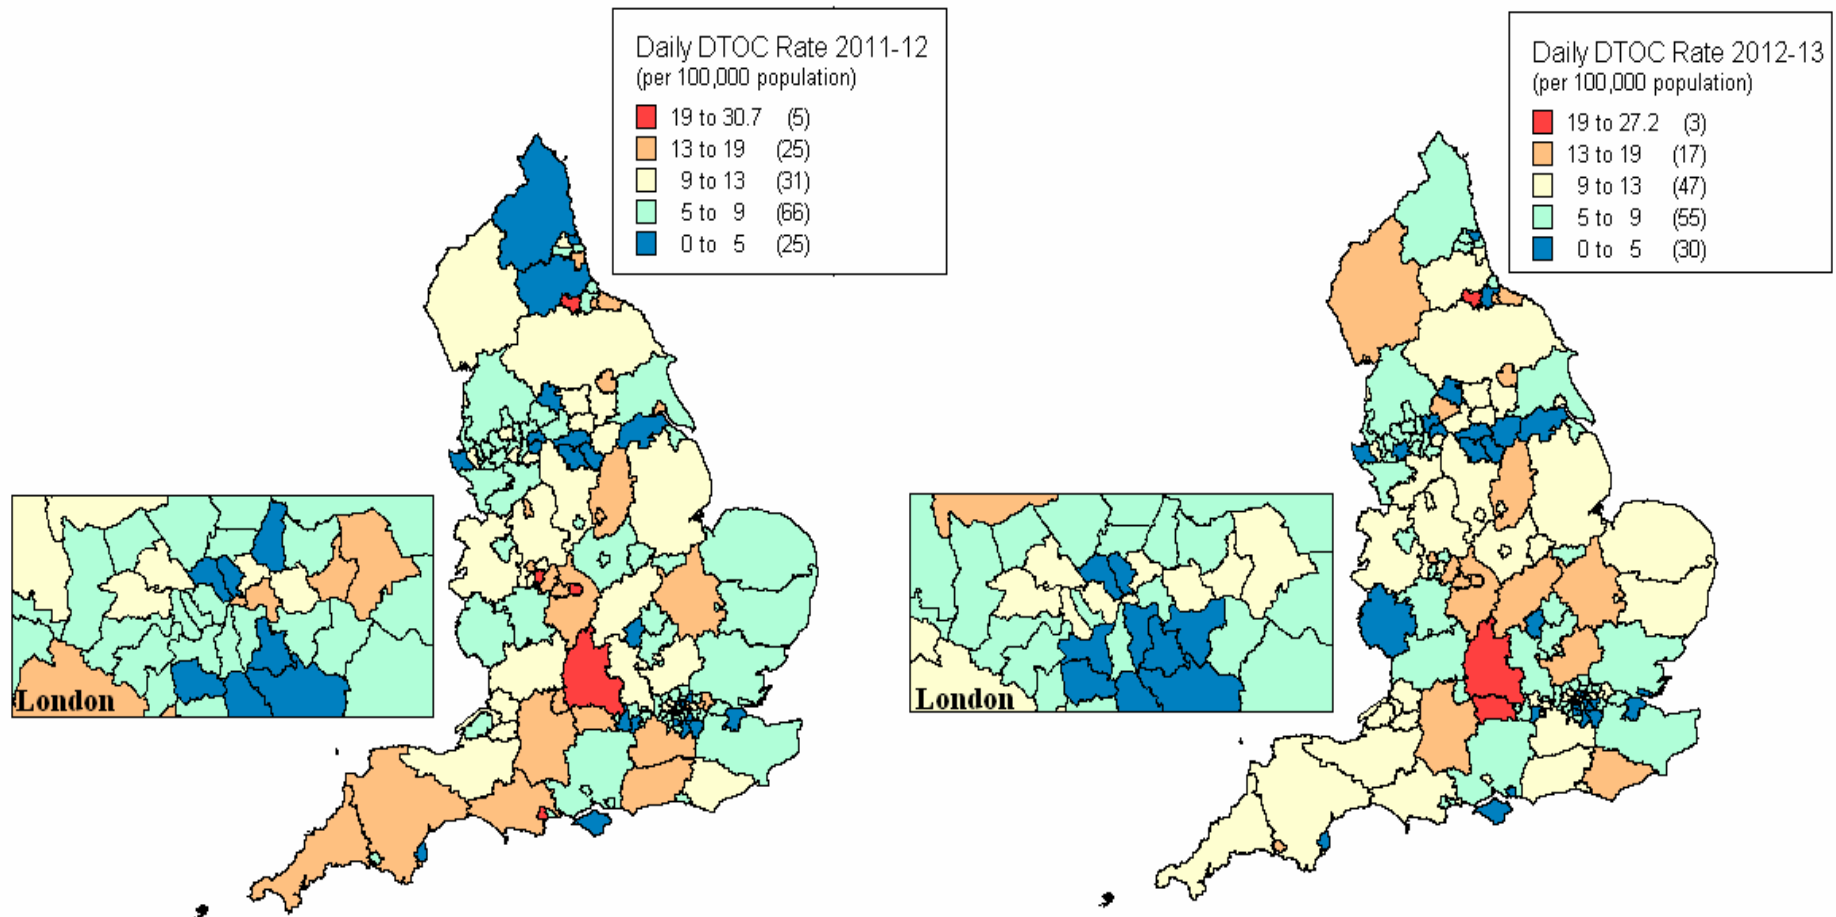 Daily DTOC Rate 2011-12
(per 100,000 population)
19 to 30.7 (5)
13 to 19 (25)
9 to 13 (31)
5 to 9 (66)
0 to 5 (25)
London
Daily DTOC Rate 2012-13
(per 100,000 population)
19 to 27.2 (3)
13 to 19 (17)
9 to 13 (47)
5 to 9 (55)
0 to 5 (30)
London